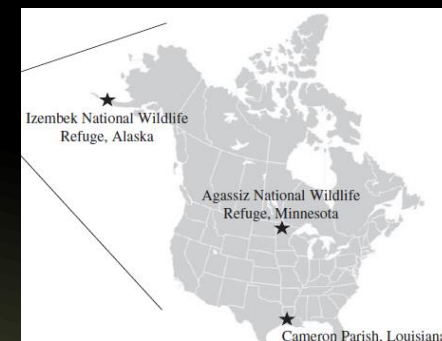 Izembek National Wildlife
Refuge, Alaska
Agassiz National Wildlife
Refuge, Minnesota
Cameron Parish, Louisiana